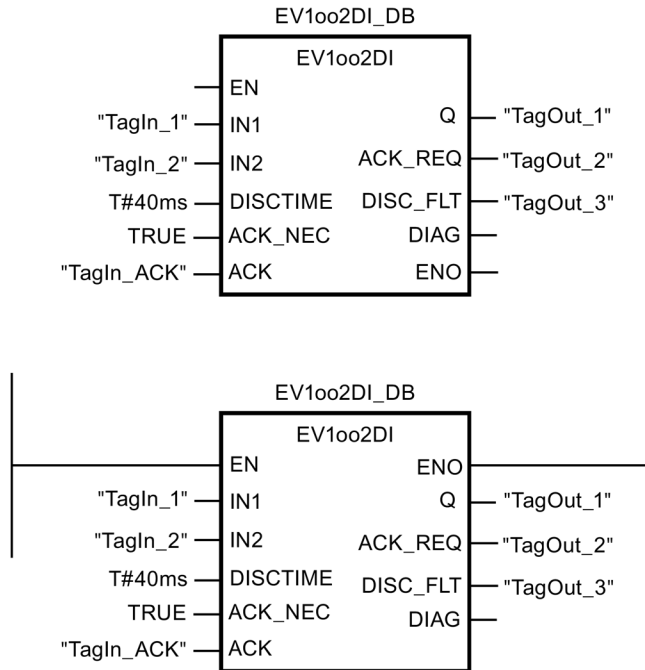 EV1oo2DI_DB
EV1oo2DI
EN
"TagIn_1" IN1 Q "TagOut_1"
"TagIn_2" IN2 ACK_REQ "TagOut_2"
T#40ms DISCTIME DISC_FLT "TagOut_3"
TRUE ACK_NEC DIAG
"TagIn_ACK" ACK ENO
EV1oo2DI_DB
EV1oo2DI
EN ENO
"TagIn_1" IN1 Q "TagOut_1"
"TagIn_2" IN2 ACK_REQ "TagOut_2"
T#40ms DISCTIME DISC_FLT "TagOut_3"
TRUE ACK_NEC DIAG
"TagIn_ACK" ACK